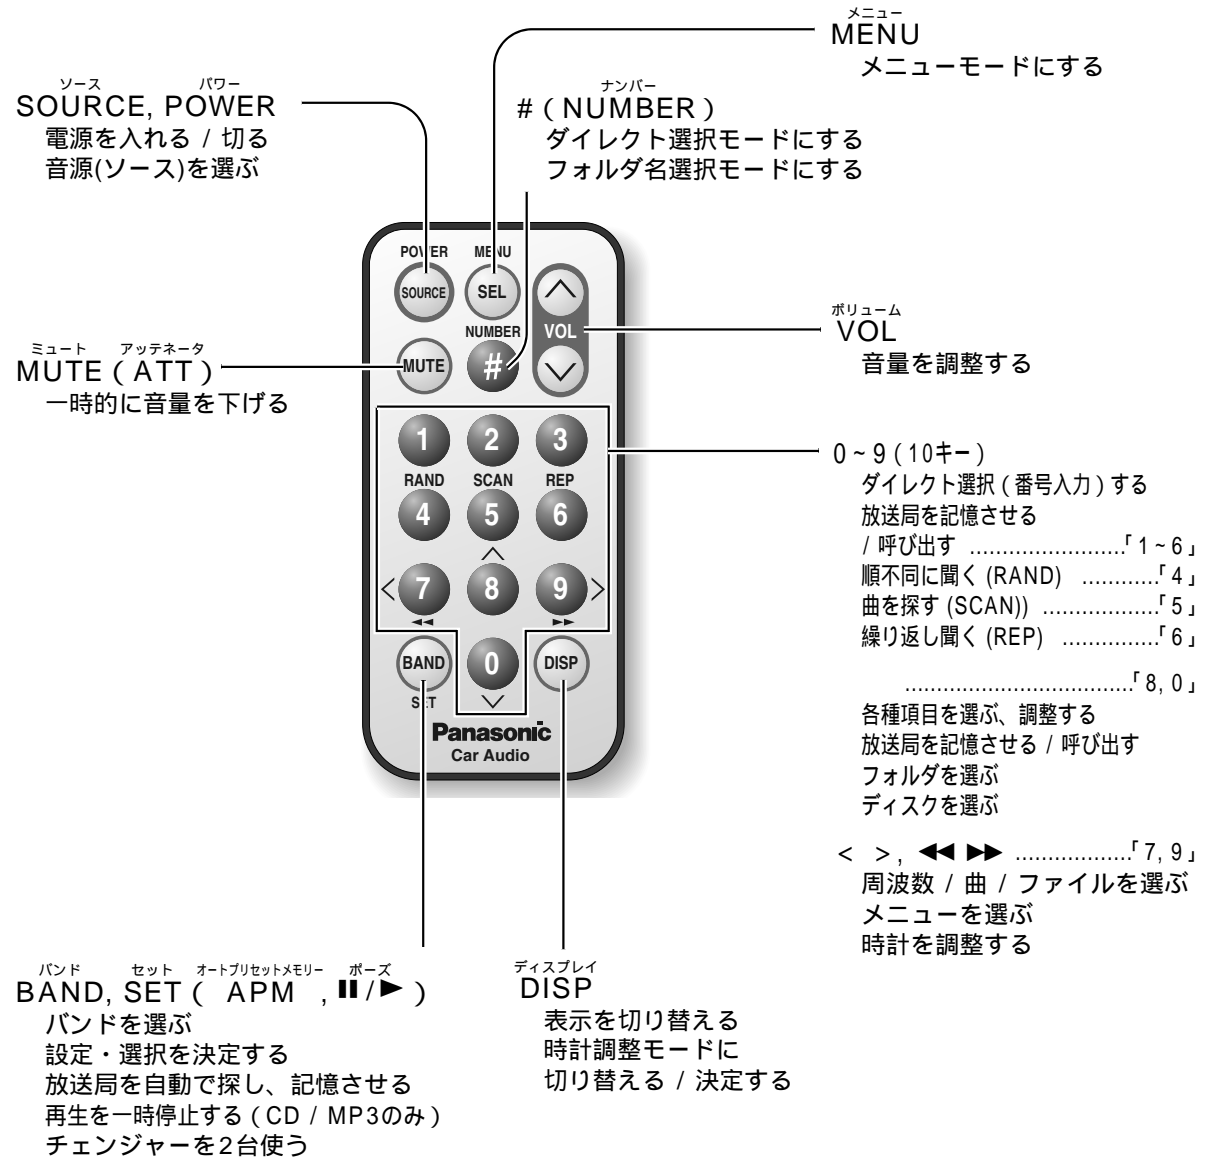 メニュー
MENU
メニューモードにする
ソース パワー
SOURCE, POWER
電源を入れる / 切る
音源(ソース)を選ぶ
ナンバー
# ( NUMBER )
ダイレクト選択モードにする
フォルダ名選択モードにする
POWER MENU
SOURCE SEL
NUMBER VOL
MUTE #
ボリューム
VOL
音量を調整する
ミュート アッテネータ
MUTE ( ATT )
一時的に音量を下げる
1 2 3
RAND SCAN REP
4 5 6
7 8 9
◀◀ ▶▶
BAND 0 DISP
SET
Panasonic
Car Audio
0 ~ 9 ( 10キー )
ダイレクト選択 ( 番号入力 ) する
放送局を記憶させる
/ 呼び出す ........................「 1 ~ 6 」
順不同に聞く (RAND) ............「 4 」
曲を探す (SCAN)) ..................「 5 」
繰り返し聞く (REP) ...............「 6 」
...................................「 8, 0 」
各種項目を選ぶ、調整する
放送局を記憶させる / 呼び出す
フォルダを選ぶ
ディスクを選ぶ
< >, ◀◀ ▶▶ ..................「 7, 9 」
周波数 / 曲 / ファイルを選ぶ
メニューを選ぶ
時計を調整する
バンド セット オートプリセットメモリー ポーズ
BAND, SET ( APM , ▮▮/▶ )
バンドを選ぶ
設定・選択を決定する
放送局を自動で探し、記憶させる
再生を一時停止する ( CD / MP3のみ )
チェンジャーを2台使う
ディスプレイ
DISP
表示を切り替える
時計調整モードに
切り替える / 決定する